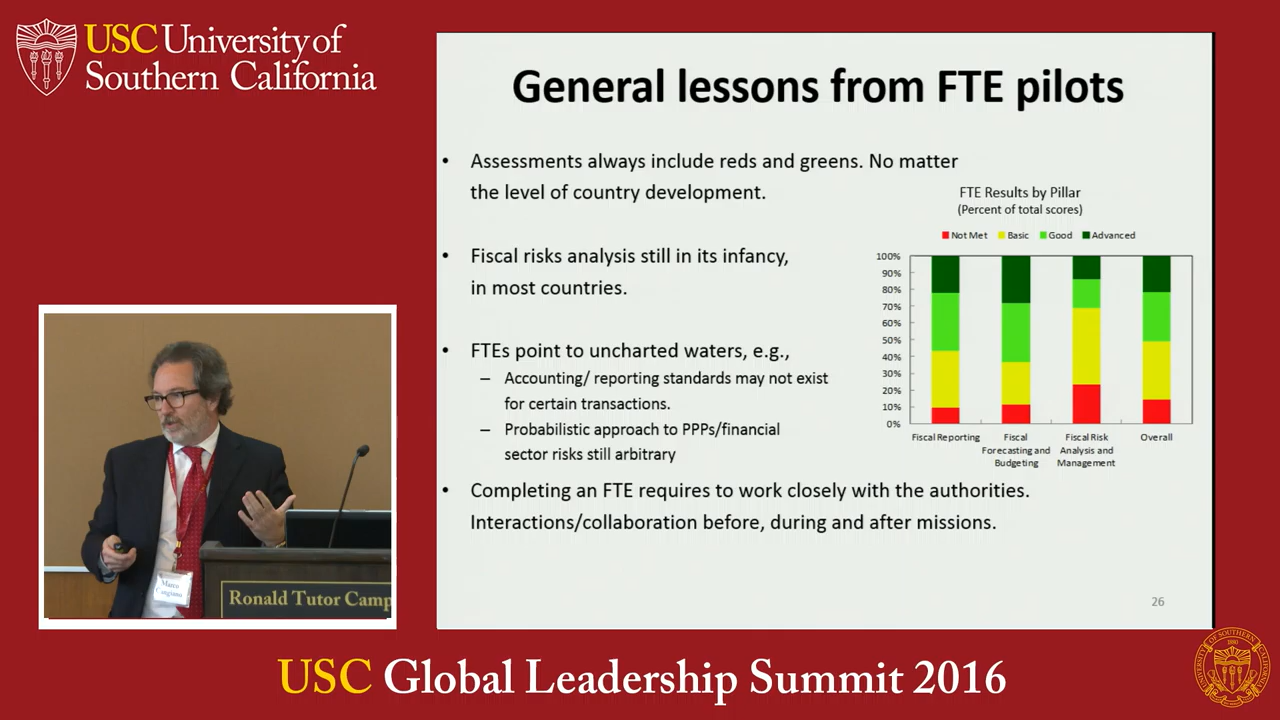 USC University of
Southern California
General lessons from FTE pilots
• Assessments always include reds and greens. No matter
the level of country development.
• Fiscal risks analysis still in its infancy,
in most countries.
• FTEs point to uncharted waters, e.g.,
– Accounting/ reporting standards may not exist
for certain transactions.
– Probabilistic approach to PPPs/financial
sector risks still arbitrary
• Completing an FTE requires to work closely with the authorities.
Interactions/collaboration before, during and after missions.
FTE Results by Pillar
(Percent of total scores)
Not Met Basic Good Advanced
100%
90%
80%
70%
60%
50%
40%
30%
20%
10%
0%
Fiscal Reporting
Fiscal
Forecasting and
Budgeting
Fiscal Risk
Analysis and
Management
Overall
26
Marco
Cangiano
Ronald Tutor Camp
USC Global Leadership Summit 2016